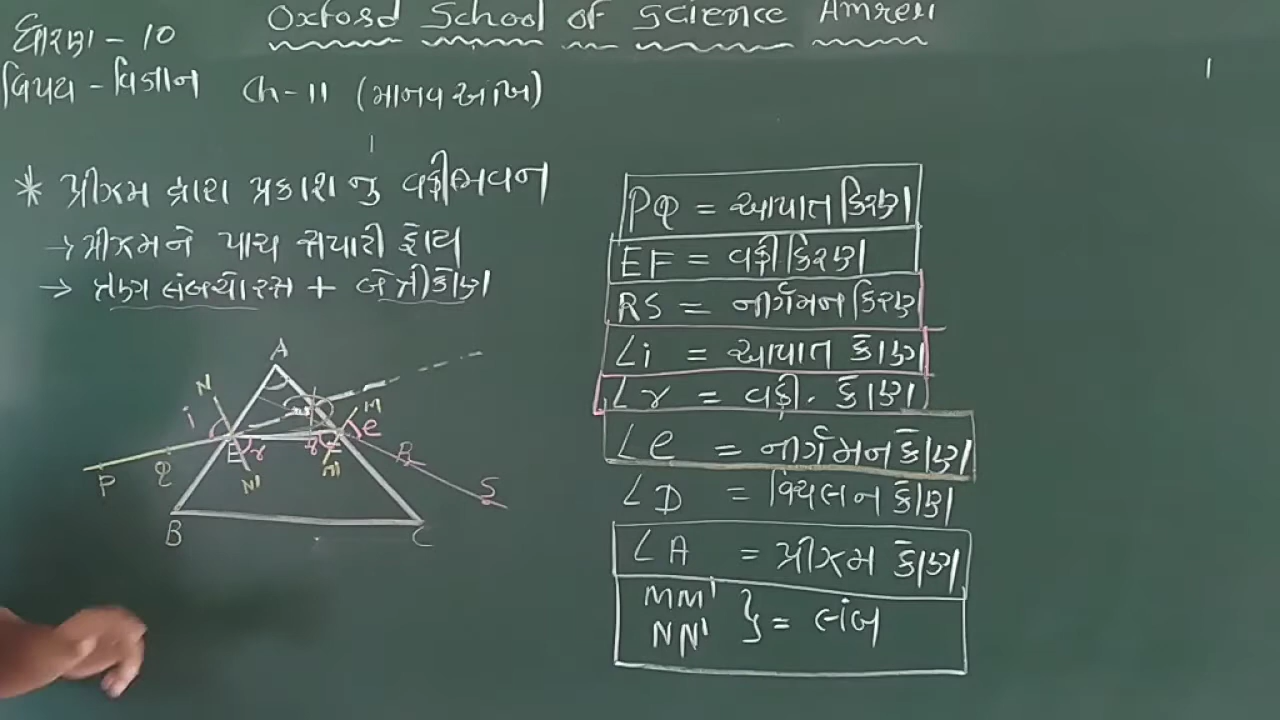 Oxford School of Science Amreli
ધોરણ - 10
વિષય - વિજ્ઞાન Ch-11 (માનવ આંખ)
* પ્રીઝમ દ્વારા પ્રકાશ નુ વક્રીભવન
→ પ્રીઝમને પાચ સપાટી હોય
→ ત્રણ લંબચોરસ + બે ત્રીકોણ
PQ = આપાત કિરણ
EF = વક્રીકિરણ
RS = નીર્ગમન કિરણ
∠i = આપાત કોણ
∠r = વક્રી. કોણ
∠e = નીર્ગમન કોણ
∠D = વિચલન કોણ
∠A = પ્રીઝમ કોણ
MM'
NN' } = લંબ
A
N
M
i
e
E
r
r
F
P
Q
N'
M'
R
S
B
C